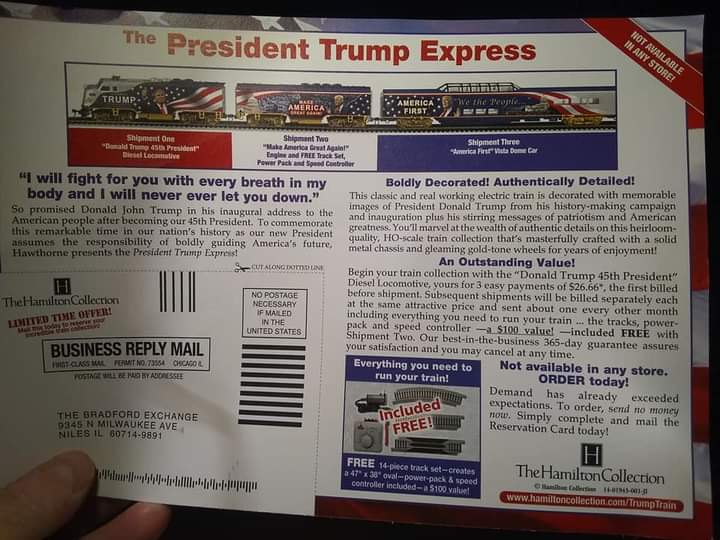 The President Trump Express
NOT AVAILABLE
IN ANY STORE!
TRUMP
MAKE
AMERICA
GREAT AGAIN!
AMERICA
FIRST
We the People
Shipment One
"Donald Trump 45th President"
Diesel Locomotive
Shipment Two
"Make America Great Again!"
Engine and FREE Track Set,
Power Pack and Speed Controller
Shipment Three
"America First" Vista Dome Car
"I will fight for you with every breath in my
body and I will never ever let you down."
So promised Donald John Trump in his inaugural address to the
American people after becoming our 45th President. To commemorate
this remarkable time in our nation's history as our new President
assumes the responsibility of boldly guiding America's future,
Hawthorne presents the President Trump Express!
Boldly Decorated! Authentically Detailed!
This classic and real working electric train is decorated with memorable
images of President Donald Trump from his history-making campaign
and inauguration plus his stirring messages of patriotism and American
greatness. You'll marvel at the wealth of authentic details on this heirloom-
quality, HO-scale train collection that's masterfully crafted with a solid
metal chassis and gleaming gold-tone wheels for years of enjoyment!
An Outstanding Value!
Begin your train collection with the "Donald Trump 45th President"
Diesel Locomotive, yours for 3 easy payments of $26.66*, the first billed
before shipment. Subsequent shipments will be billed separately each
at the same attractive price and sent about one every other month
including everything you need to run your train ... the tracks, power-
pack and speed controller —a $100 value! —included FREE with
Shipment Two. Our best-in-the-business 365-day guarantee assures
your satisfaction and you may cancel at any time.
CUT ALONG DOTTED LINE
H
The Hamilton Collection
LIMITED TIME OFFER!
Mail this today to reserve your
incredible train collection!
NO POSTAGE
NECESSARY
IF MAILED
IN THE
UNITED STATES
BUSINESS REPLY MAIL
FIRST-CLASS MAIL PERMIT NO. 73554 CHICAGO IL
POSTAGE WILL BE PAID BY ADDRESSEE
THE BRADFORD EXCHANGE
9345 N MILWAUKEE AVE
NILES IL 60714-9891
Everything you need to
run your train!
Included
FREE!
FREE 14-piece track set—creates
a 47" x 38" oval—power-pack & speed
controller included—a $100 value!
Not available in any store.
ORDER today!
Demand has already exceeded
expectations. To order, send no money
now. Simply complete and mail the
Reservation Card today!
H
The Hamilton Collection
© Hamilton Collection 14-01945-001-JI
www.hamiltoncollection.com/TrumpTrain